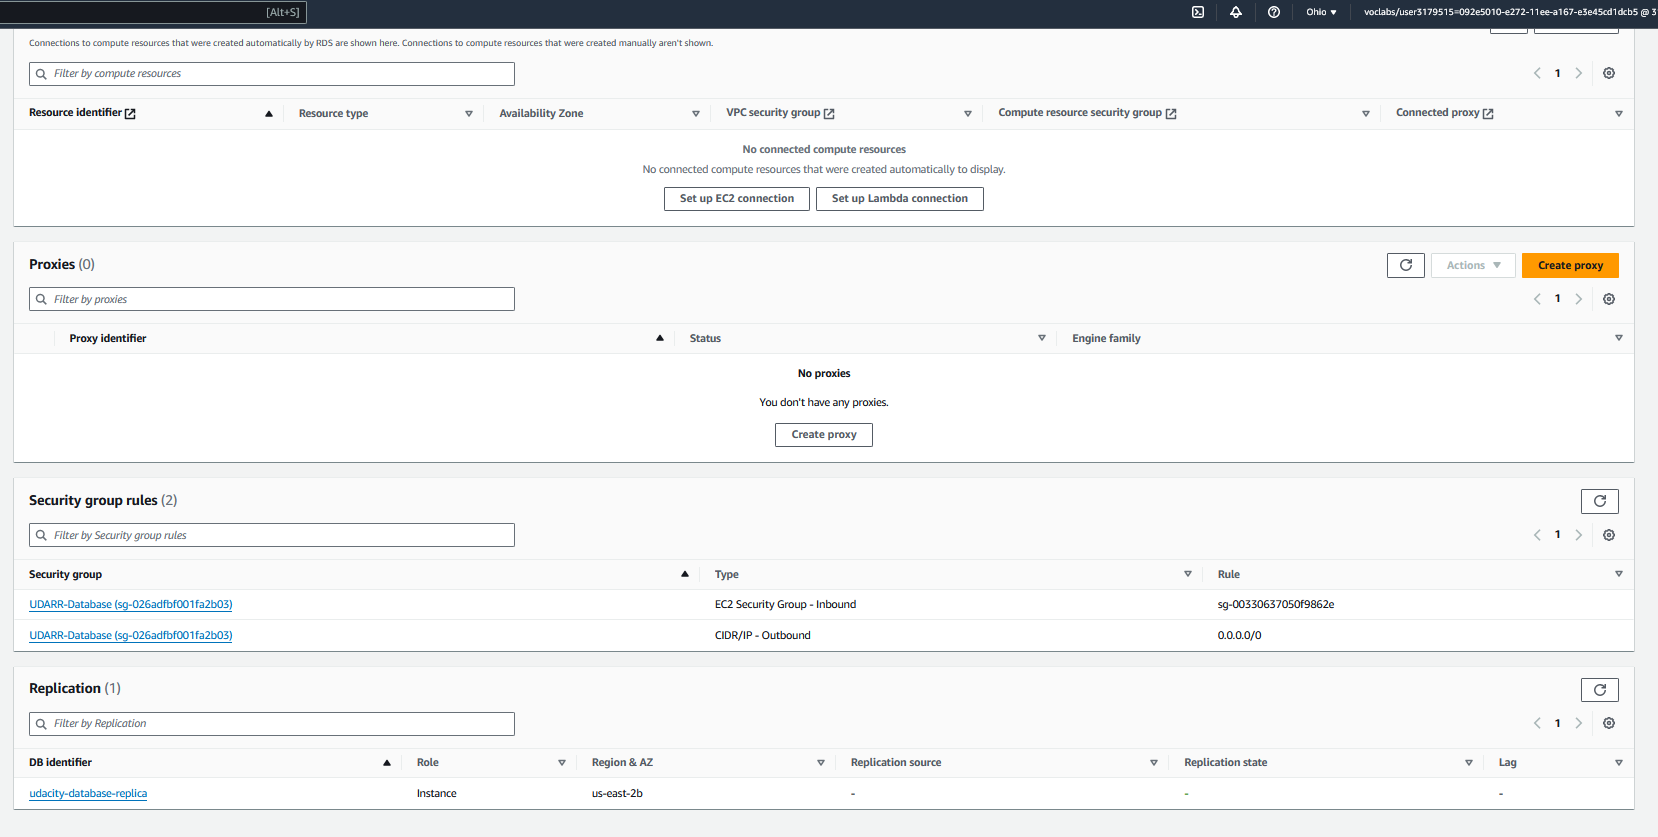 [Alt+S] Ohio voclabs/user3179515=092e5010-e272-11ee-a167-e3e45cd1dcb5 @ 3
Connections to compute resources that were created automatically by RDS are shown here. Connections to compute resources that were created manually aren't shown.
Filter by compute resources 1
Resource identifier Resource type Availability Zone VPC security group Compute resource security group Connected proxy
No connected compute resources
No connected compute resources that were created automatically to display.
Set up EC2 connection Set up Lambda connection
Proxies (0) Actions Create proxy
Filter by proxies 1
Proxy identifier Status Engine family
No proxies
You don't have any proxies.
Create proxy
Security group rules (2)
Filter by Security group rules 1
Security group Type Rule
UDARR-Database (sg-026adfbf001fa2b03) EC2 Security Group - Inbound sg-00330637050f9862e
UDARR-Database (sg-026adfbf001fa2b03) CIDR/IP - Outbound 0.0.0.0/0
Replication (1)
Filter by Replication 1
DB identifier Role Region & AZ Replication source Replication state Lag
udacity-database-replica Instance us-east-2b - - -